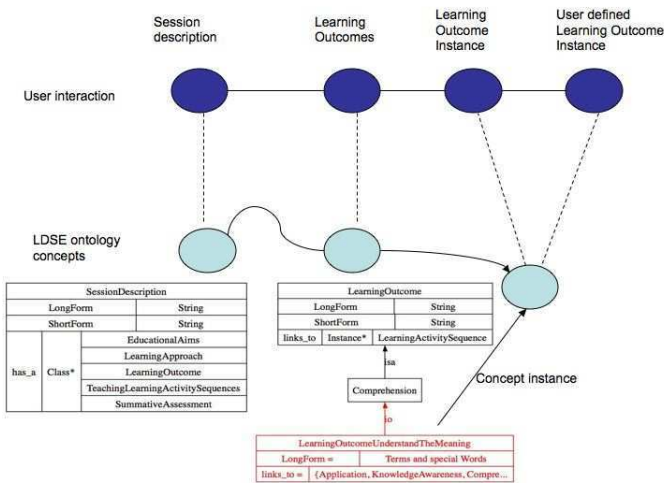 Session
description
Learning
Outcomes
Learning
Outcome
Instance
User defined
Learning Outcome
Instance
User interaction
LDSE ontology
concepts
SessionDescription
LongForm String
ShortForm String
has_a Class*
EducationalAims
LearningApproach
LearningOutcome
TeachingLearningActivitySequences
SummativeAssessment
LearningOutcome
LongForm String
ShortForm String
links_to Instance* LearningActivitySequence
isa
Comprehension
io
Concept instance
LearningOutcomeUnderstandTheMeaning
LongForm = Terms and special Words
links_to = {Application, KnowledgeAwareness, Compre...